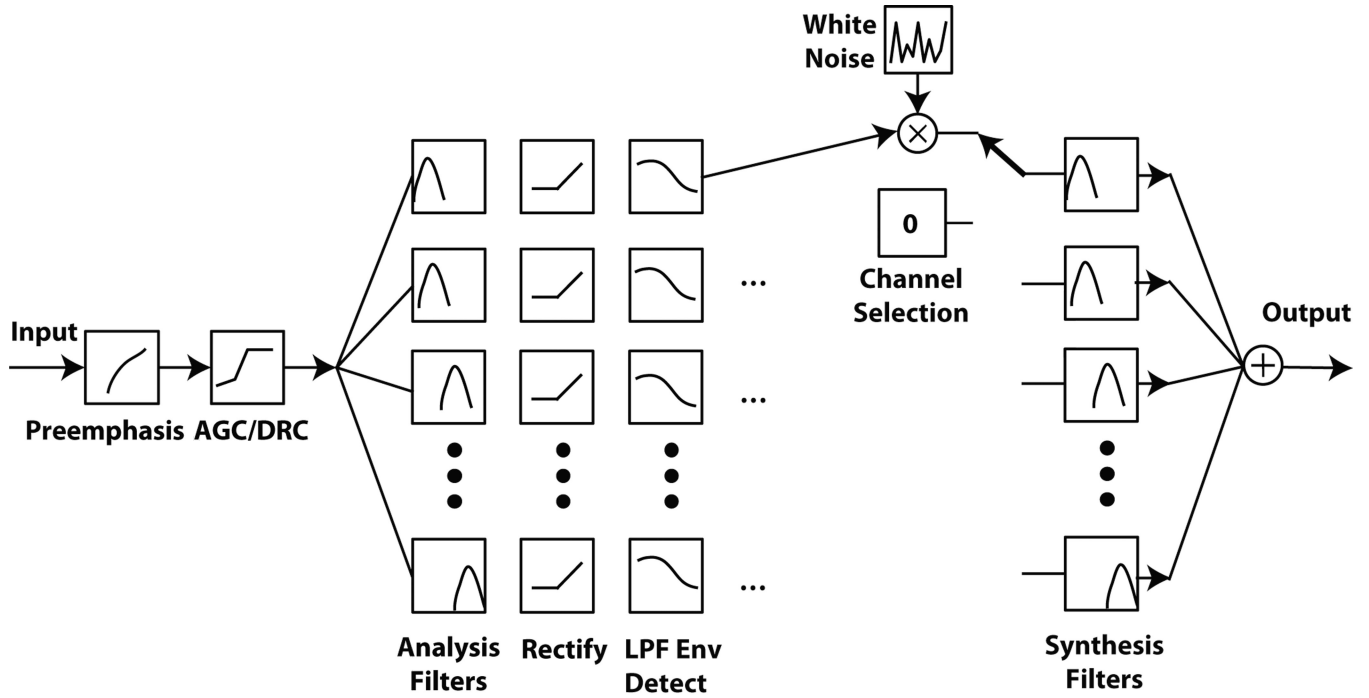 White
Noise
0
Channel
Selection
...
Input
Output
Preemphasis
AGC/DRC
...
...
Analysis
Filters
Rectify
LPF Env
Detect
Synthesis
Filters